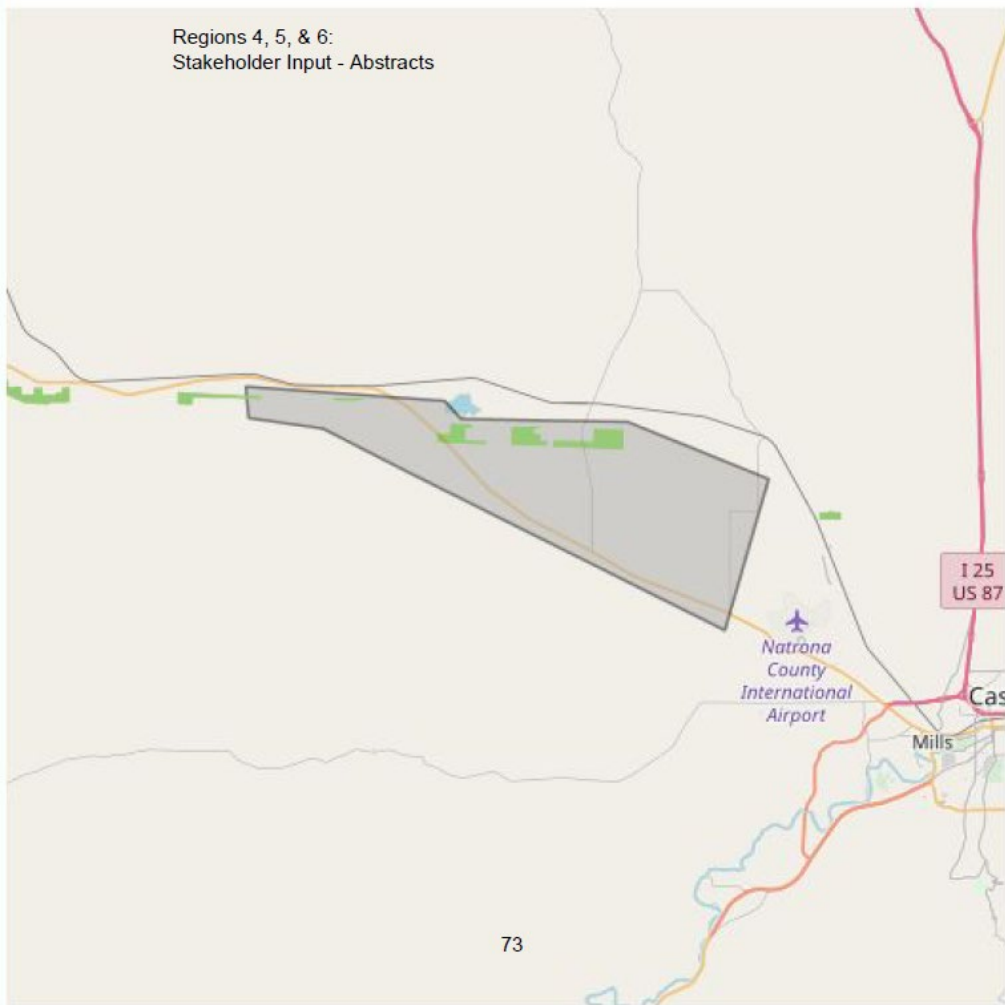 Regions 4, 5, & 6:
Stakeholder Input - Abstracts
I 25
US 87
Natrona
County
International
Airport
Cas
Mills
73